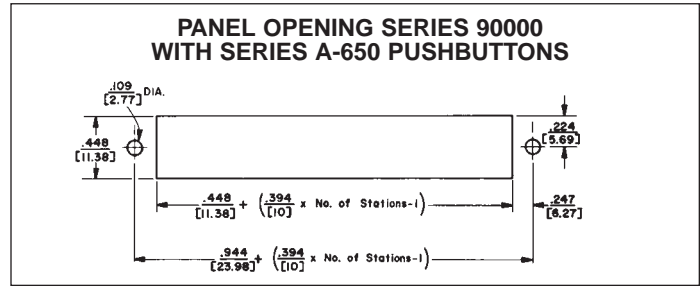 PANEL OPENING SERIES 90000
WITH SERIES A-650 PUSHBUTTONS
.109
[2.77] DIA.
.448
[11.38]
.224
[5.69]
.448
[11.38] + (.394
[10] x No. of Stations-1)
.247
[6.27]
.944
[23.98] + (.394
[10] x No. of Stations-1)